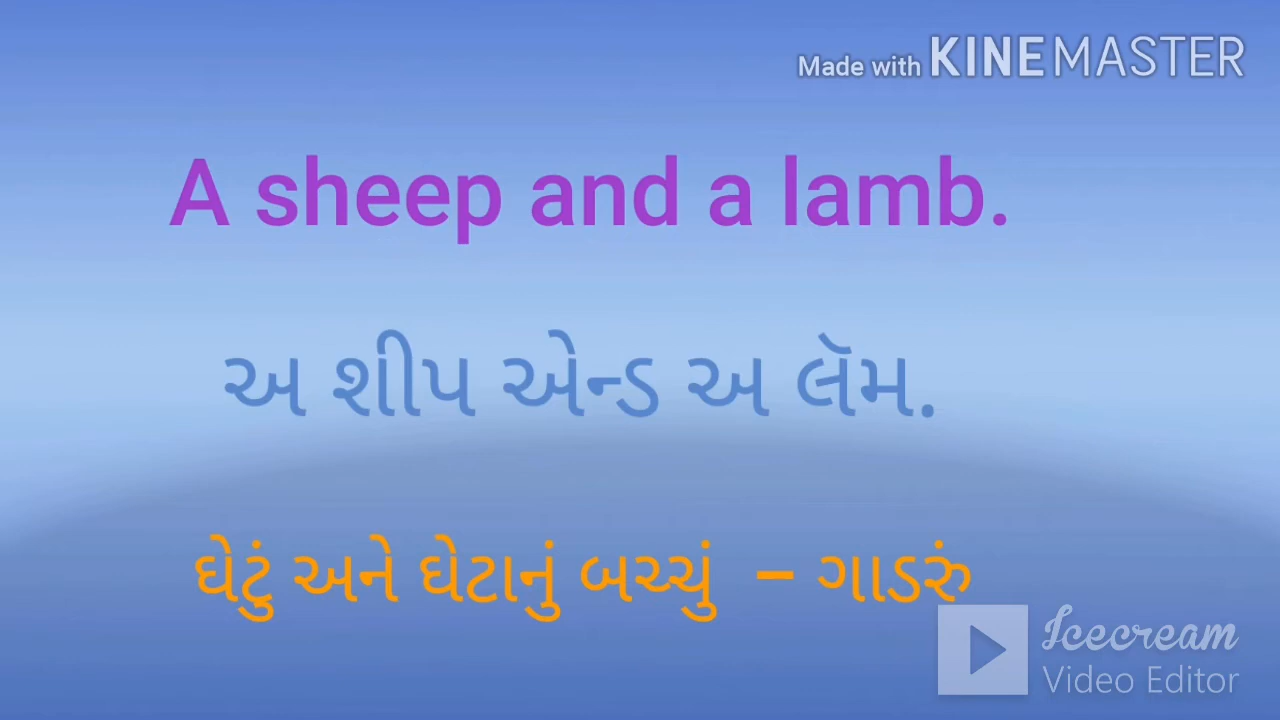 Made with KINEMASTER
A sheep and a lamb.
અ શીપ એન્ડ અ લૅમ.
ઘેટું અને ઘેટાનું બચ્ચું – ગાડરું
Icecream
Video Editor